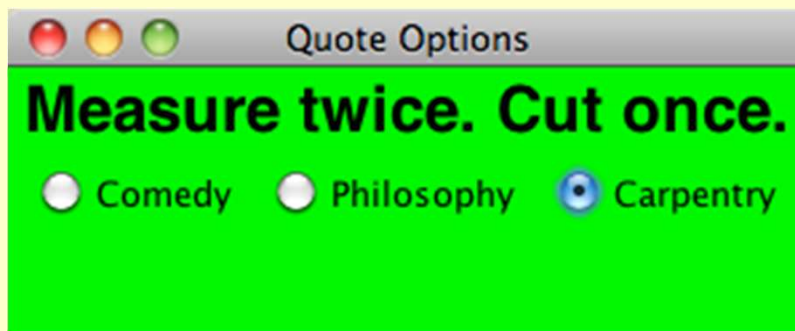 Quote Options
Measure twice. Cut once.
Comedy Philosophy Carpentry